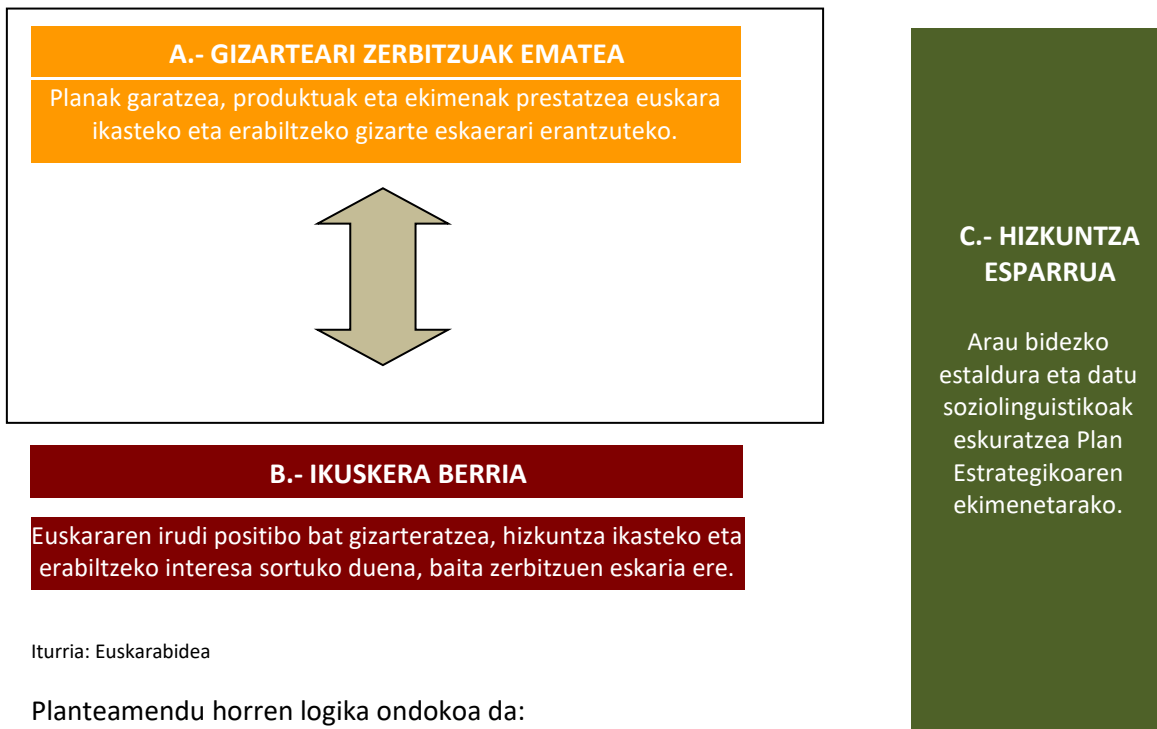 A.- GIZARTEARI ZERBITZUAK EMATEA
Planak garatzea, produktuak eta ekimenak prestatzea euskara
ikasteko eta erabiltzeko gizarte eskaerari erantzuteko.
B.- IKUSKERA BERRIA
Euskararen irudi positibo bat gizarteratzea, hizkuntza ikasteko eta
erabiltzeko interesa sortuko duena, baita zerbitzuen eskaria ere.
C.- HIZKUNTZA
ESPARRUA
Arau bidezko
estaldura eta datu
soziolinguistikoak
eskuratzea Plan
Estrategikoaren
ekimenetarako.
Iturria: Euskarabidea
Planteamendu horren logika ondokoa da: